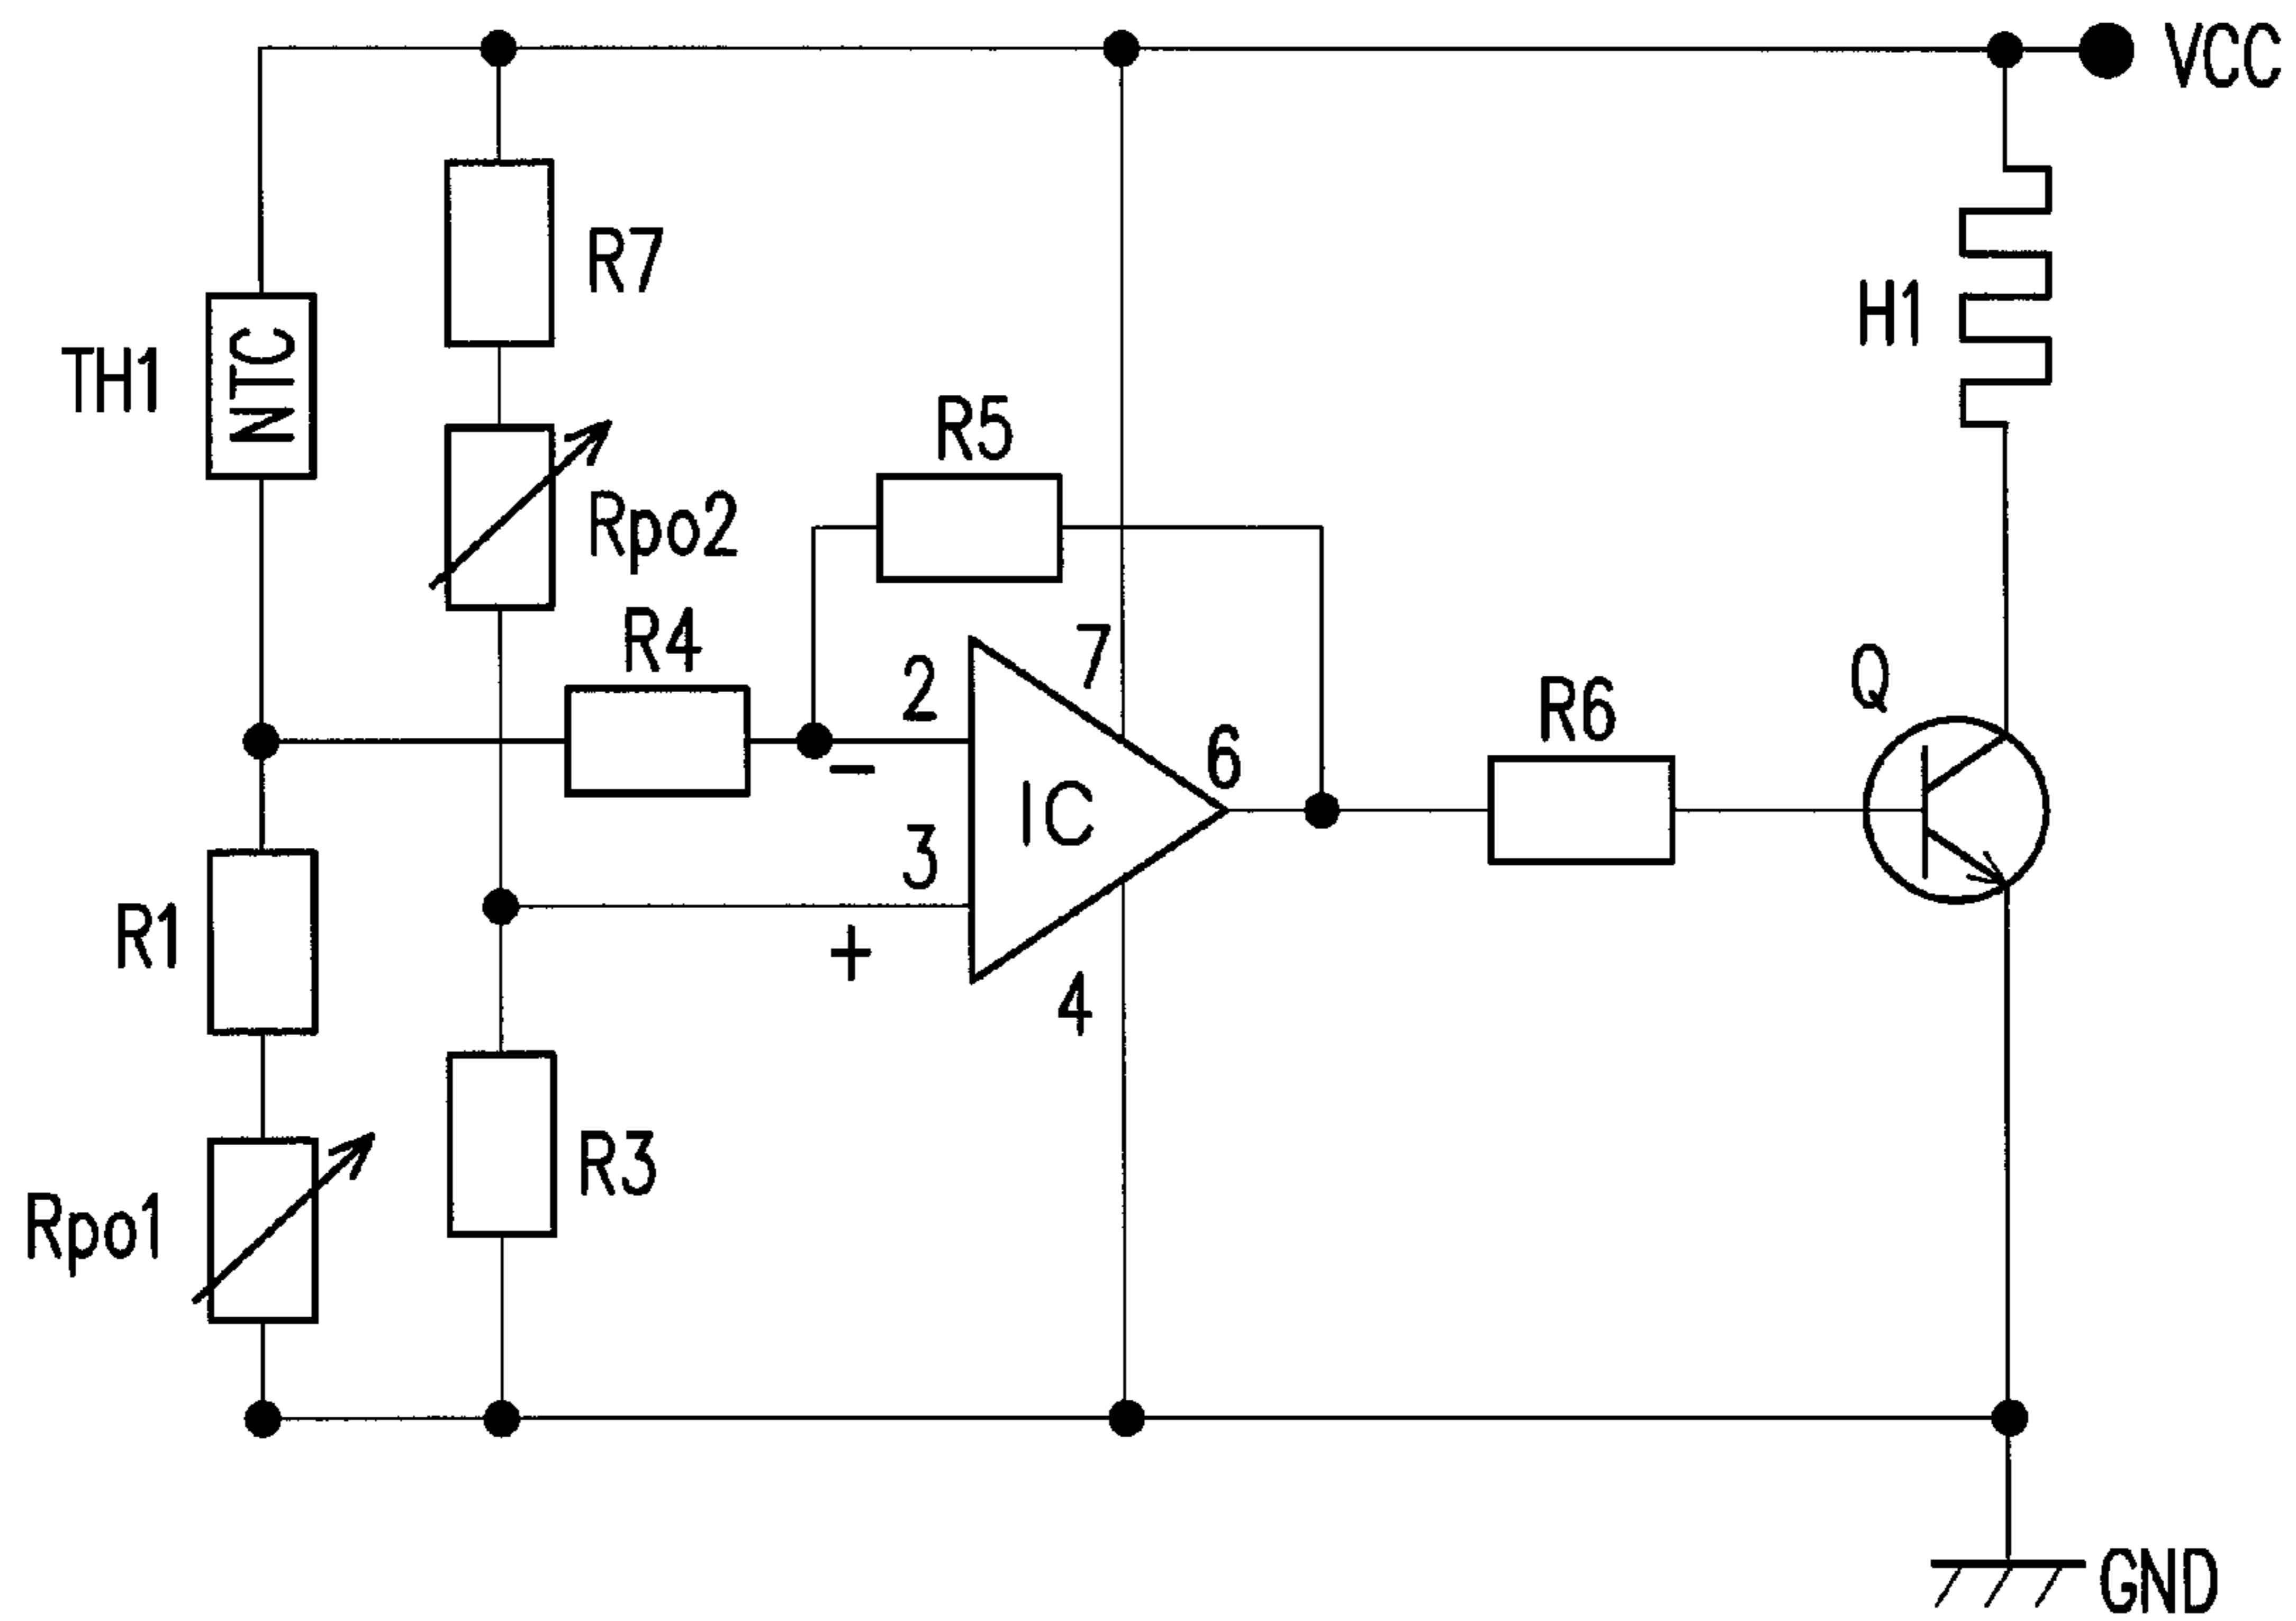 VCC
R7
H1
TH1
NTC
R5
Rpo2
R4
7
2
Q
R6
6
−
IC
3
R1
+
4
R3
Rpo1
GND